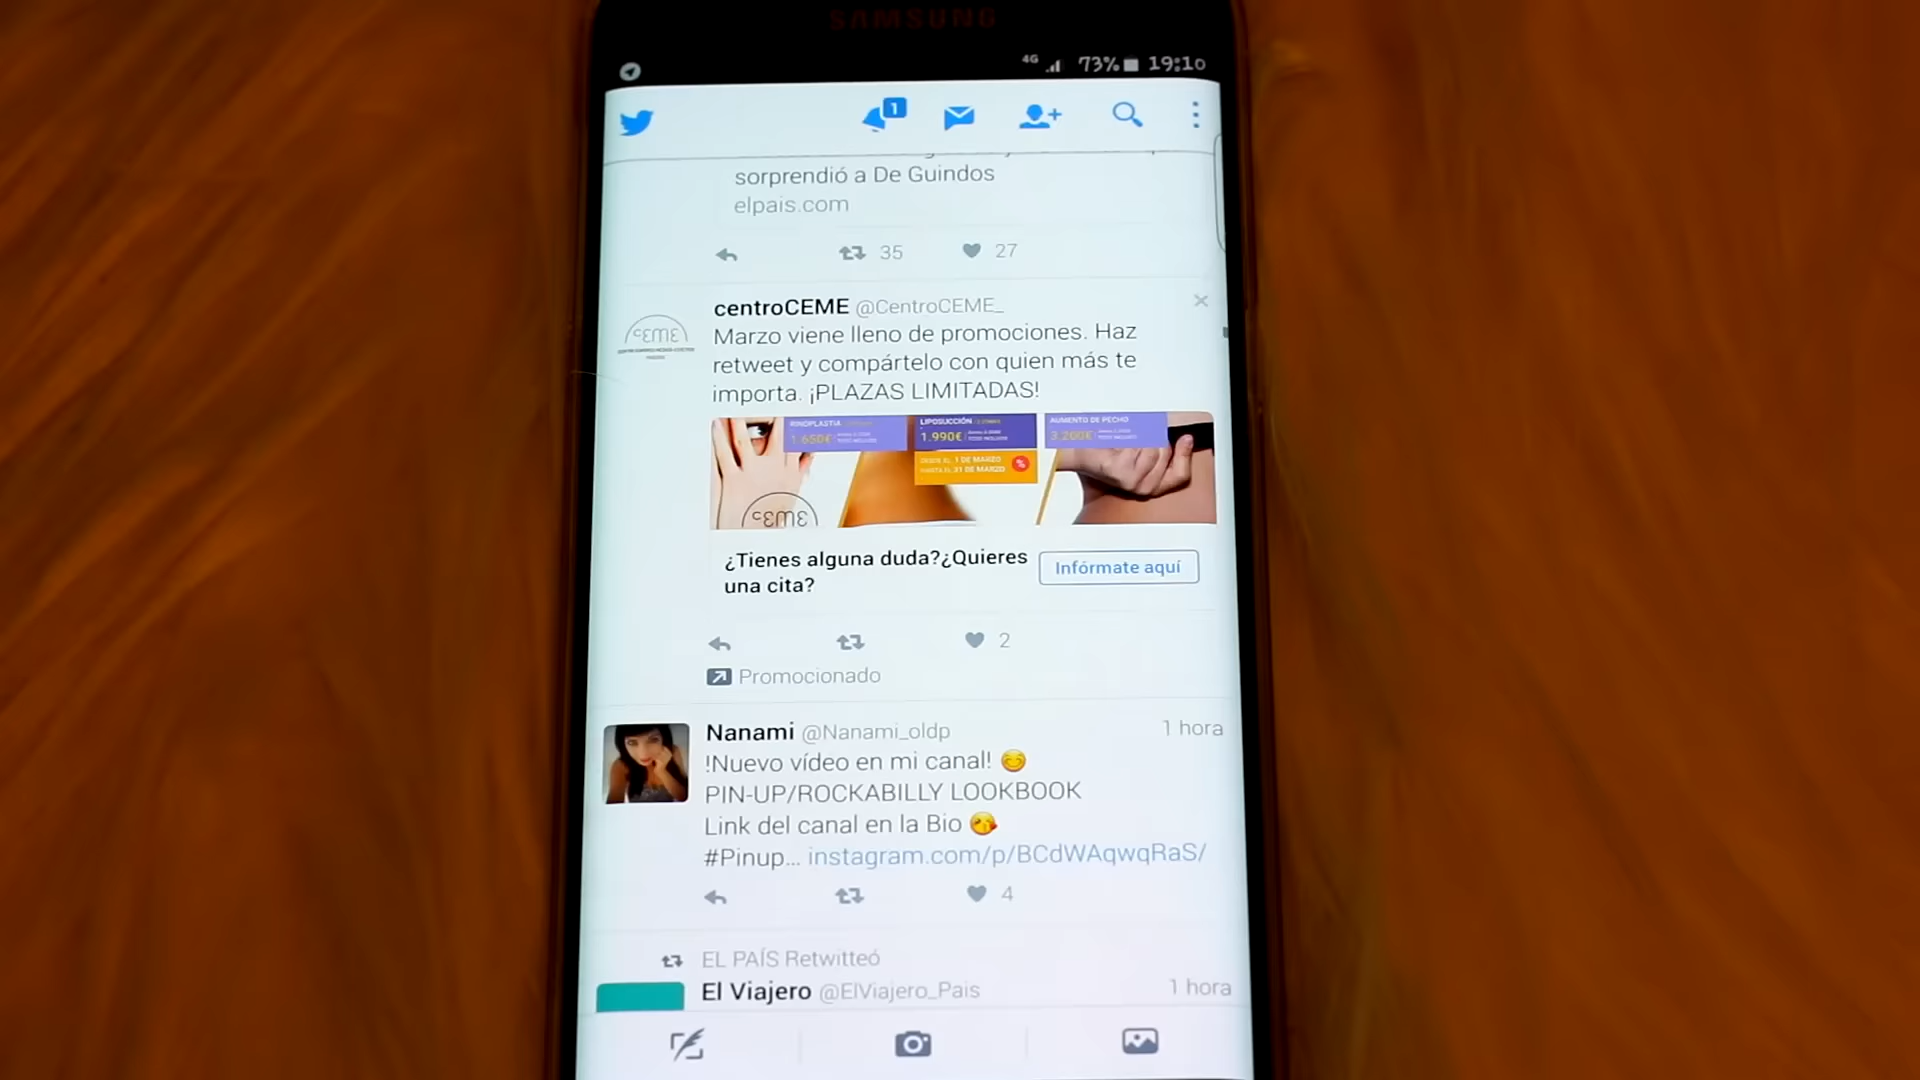 SAMSUNG
4G 73% 19:10
1
sorprendió a De Guindos
elpais.com
35 27
centroCEME @CentroCEME_
Marzo viene lleno de promociones. Haz
retweet y compártelo con quien más te
importa. ¡PLAZAS LIMITADAS!
CEME
RINOPLASTIA
1.650€
LIPOSUCCIÓN
1.990€
DESDE EL 1 DE MARZO
HASTA EL 31 DE MARZO
%
AUMENTO DE PECHO
3.200€
CEME
¿Tienes alguna duda?¿Quieres
una cita?
Infórmate aquí
2
Promocionado
Nanami @Nanami_oldp 1 hora
!Nuevo vídeo en mi canal! 😊
PIN-UP/ROCKABILLY LOOKBOOK
Link del canal en la Bio 😘
#Pinup... instagram.com/p/BCdWAqwqRaS/
4
EL PAÍS Retwitteó
El Viajero @ElViajero_Pais 1 hora